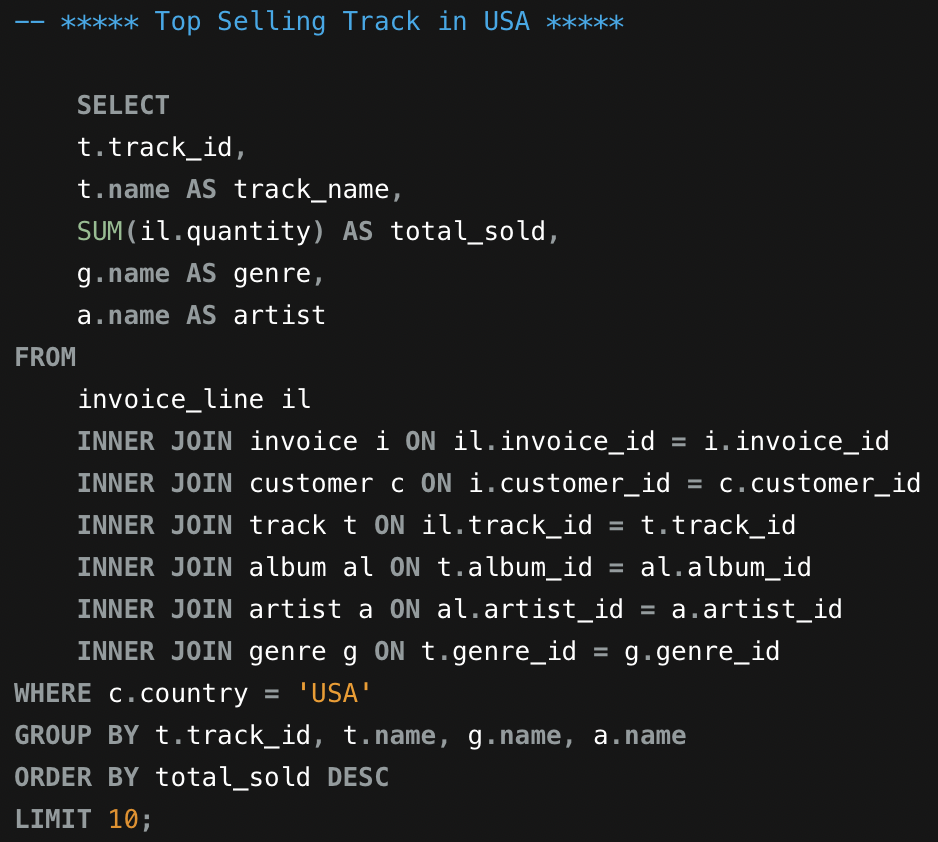 -- ***** Top Selling Track in USA *****
SELECT
t.track_id,
t.name AS track_name,
SUM(il.quantity) AS total_sold,
g.name AS genre,
a.name AS artist
FROM
invoice_line il
INNER JOIN invoice i ON il.invoice_id = i.invoice_id
INNER JOIN customer c ON i.customer_id = c.customer_id
INNER JOIN track t ON il.track_id = t.track_id
INNER JOIN album al ON t.album_id = al.album_id
INNER JOIN artist a ON al.artist_id = a.artist_id
INNER JOIN genre g ON t.genre_id = g.genre_id
WHERE c.country = 'USA'
GROUP BY t.track_id, t.name, g.name, a.name
ORDER BY total_sold DESC
LIMIT 10;